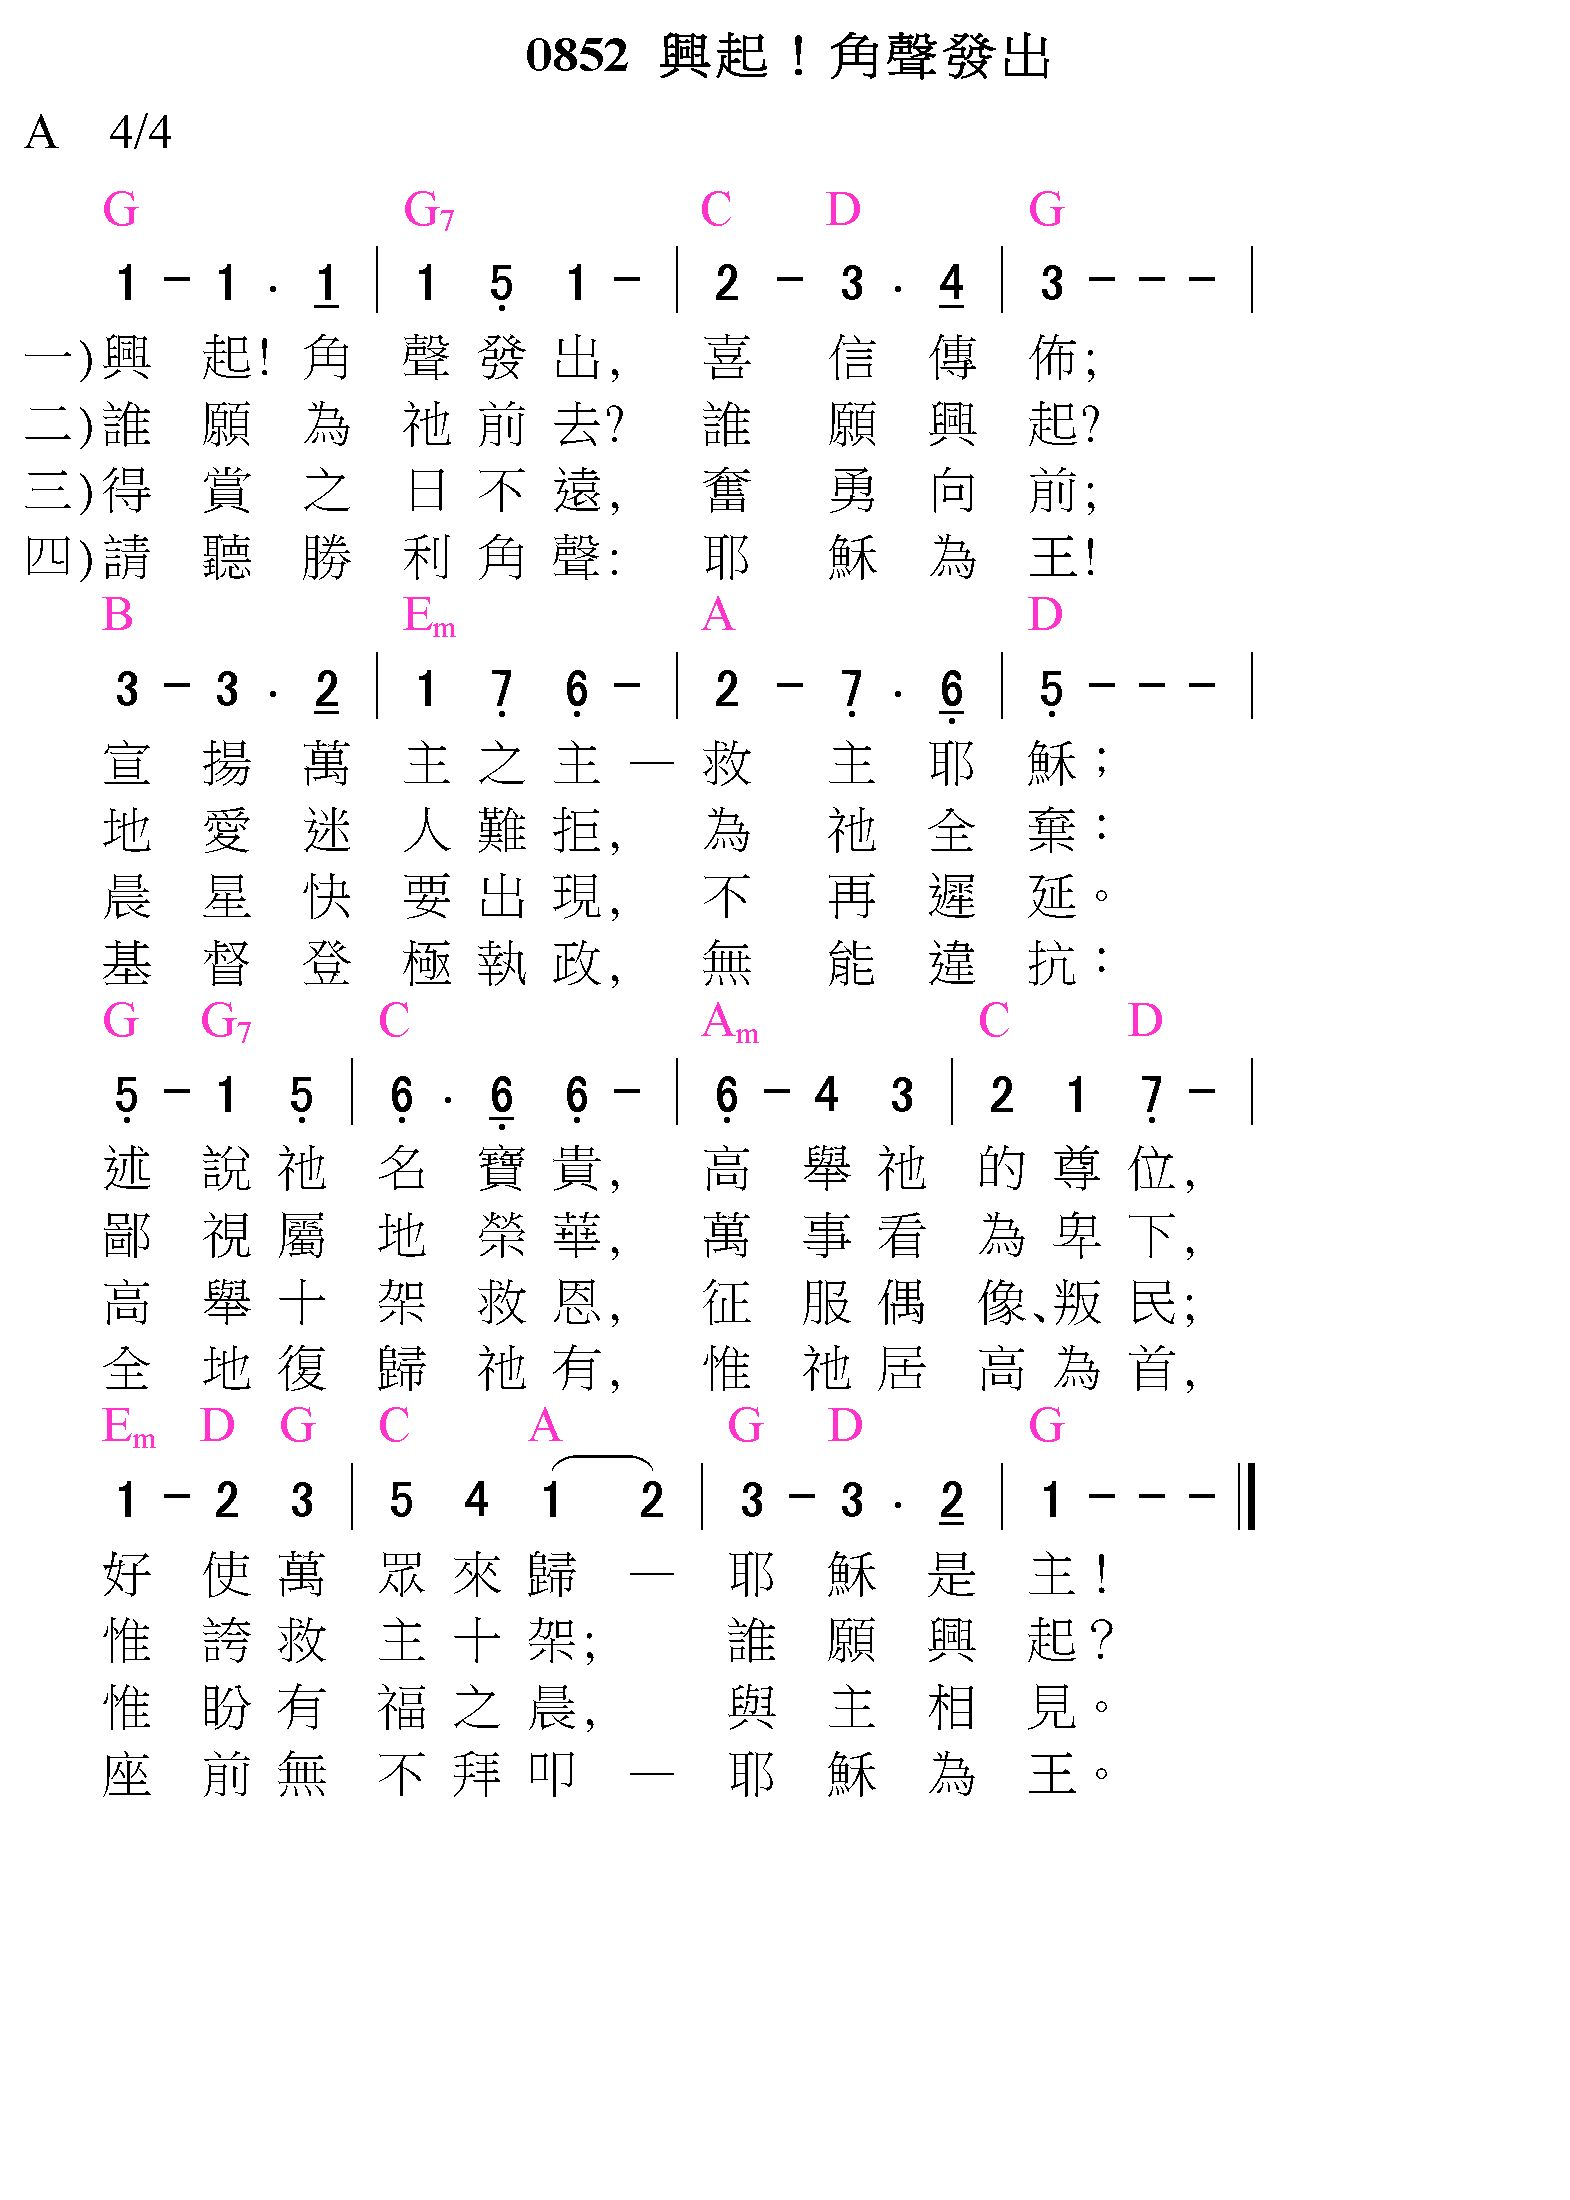 0852 興起！角聲發出
A 4/4
G G7 C D G
1 - 1 . 1 | 1 5 1 - | 2 - 3 . 4 | 3 - - - |
一)興起!角聲發出,喜信傳佈;
二)誰願為祂前去?誰願興起?
三)得賞之日不遠,奮勇向前;
四)請聽勝利角聲:耶穌為王!
B Em A D
3 - 3 . 2 | 1 7 6 - | 2 - 7 . 6 | 5 - - - |
宣揚萬主之主—救主耶穌；
地愛迷人難拒,為祂全棄：
晨星快要出現,不再遲延。
基督登極執政,無能違抗：
G G7 C Am C D
5 - 1 5 | 6 . 6 6 - | 6 - 4 3 | 2 1 7 - |
述說祂名寶貴,高舉祂的尊位,
鄙視屬地榮華,萬事看為卑下,
高舉十架救恩,征服偶像、叛民;
全地復歸祂有,惟祂居高為首,
Em D G C A G D G
1 - 2 3 | 5 4 1 2 | 3 - 3 . 2 | 1 - - - ‖
好使萬眾來歸—耶穌是主！
惟誇救主十架;誰願興起？
惟盼有福之晨,與主相見。
座前無不拜叩—耶穌為王。